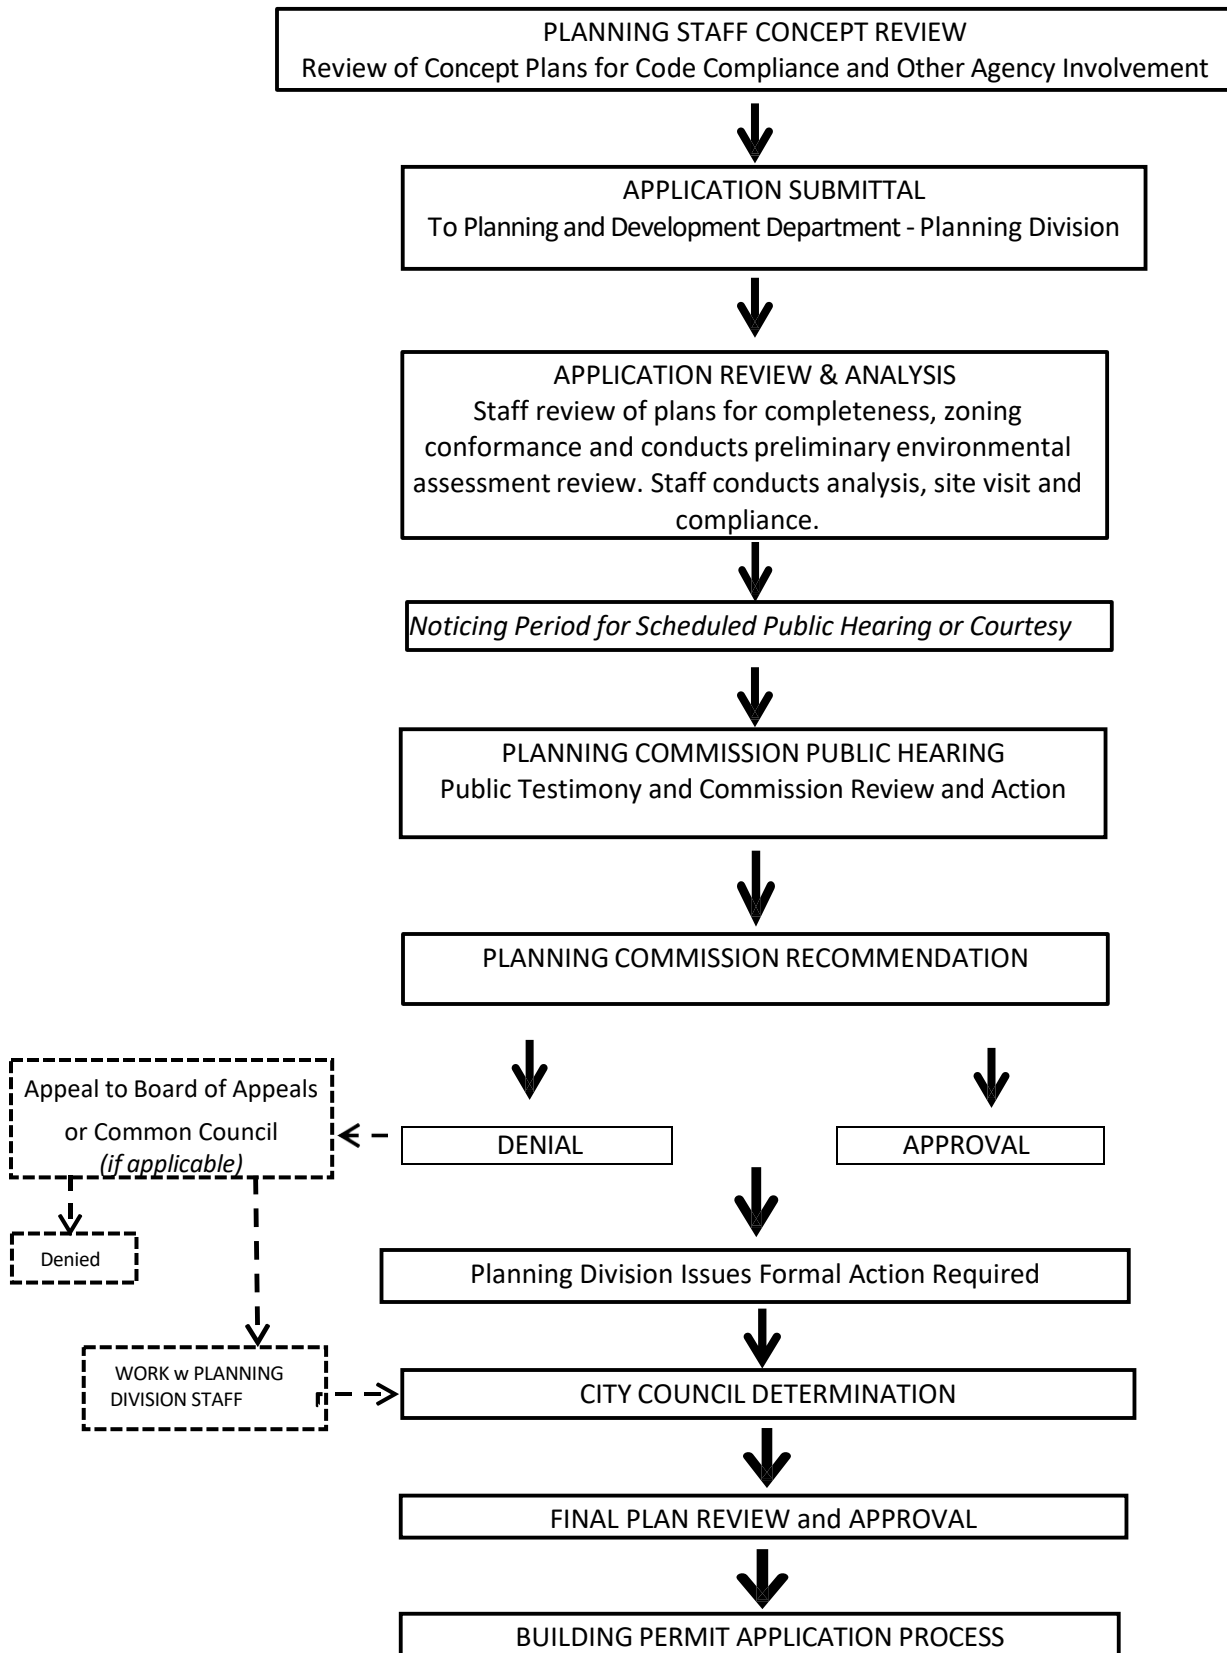 PLANNING STAFF CONCEPT REVIEW
Review of Concept Plans for Code Compliance and Other Agency Involvement
APPLICATION SUBMITTAL
To Planning and Development Department - Planning Division
APPLICATION REVIEW & ANALYSIS
Staff review of plans for completeness, zoning
conformance and conducts preliminary environmental
assessment review. Staff conducts analysis, site visit and
compliance.
Noticing Period for Scheduled Public Hearing or Courtesy
PLANNING COMMISSION PUBLIC HEARING
Public Testimony and Commission Review and Action
PLANNING COMMISSION RECOMMENDATION
Appeal to Board of Appeals
or Common Council
(if applicable)
DENIAL
APPROVAL
Denied
Planning Division Issues Formal Action Required
WORK w PLANNING
DIVISION STAFF
CITY COUNCIL DETERMINATION
FINAL PLAN REVIEW and APPROVAL
BUILDING PERMIT APPLICATION PROCESS